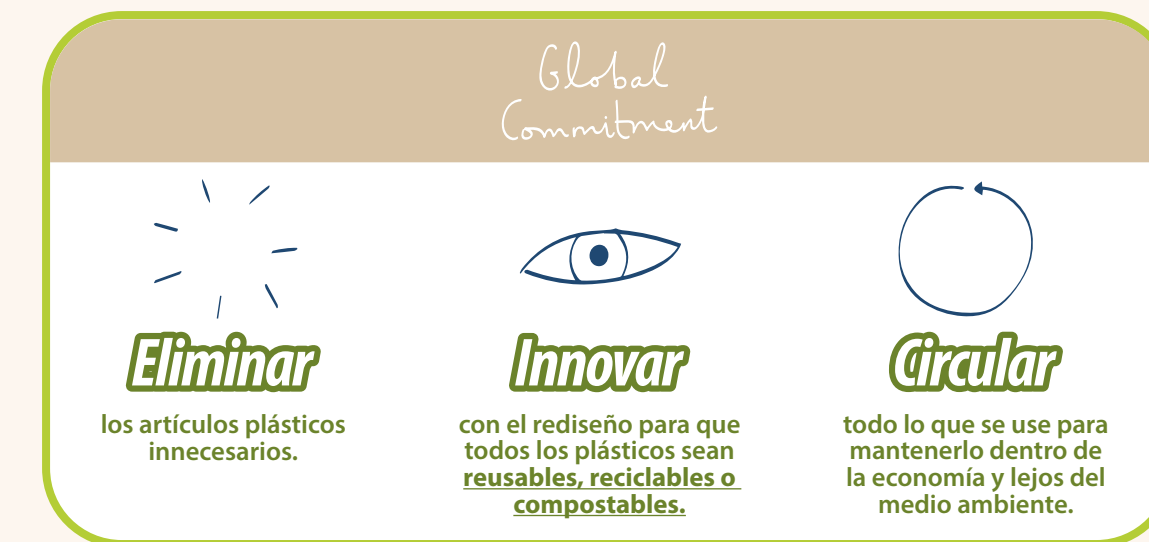 Global
Commitment
Eliminar
los artículos plásticos
innecesarios.
Innovar
con el rediseño para que
todos los plásticos sean
reusables, reciclables o
compostables.
Circular
todo lo que se use para
mantenerlo dentro de
la economía y lejos del
medio ambiente.